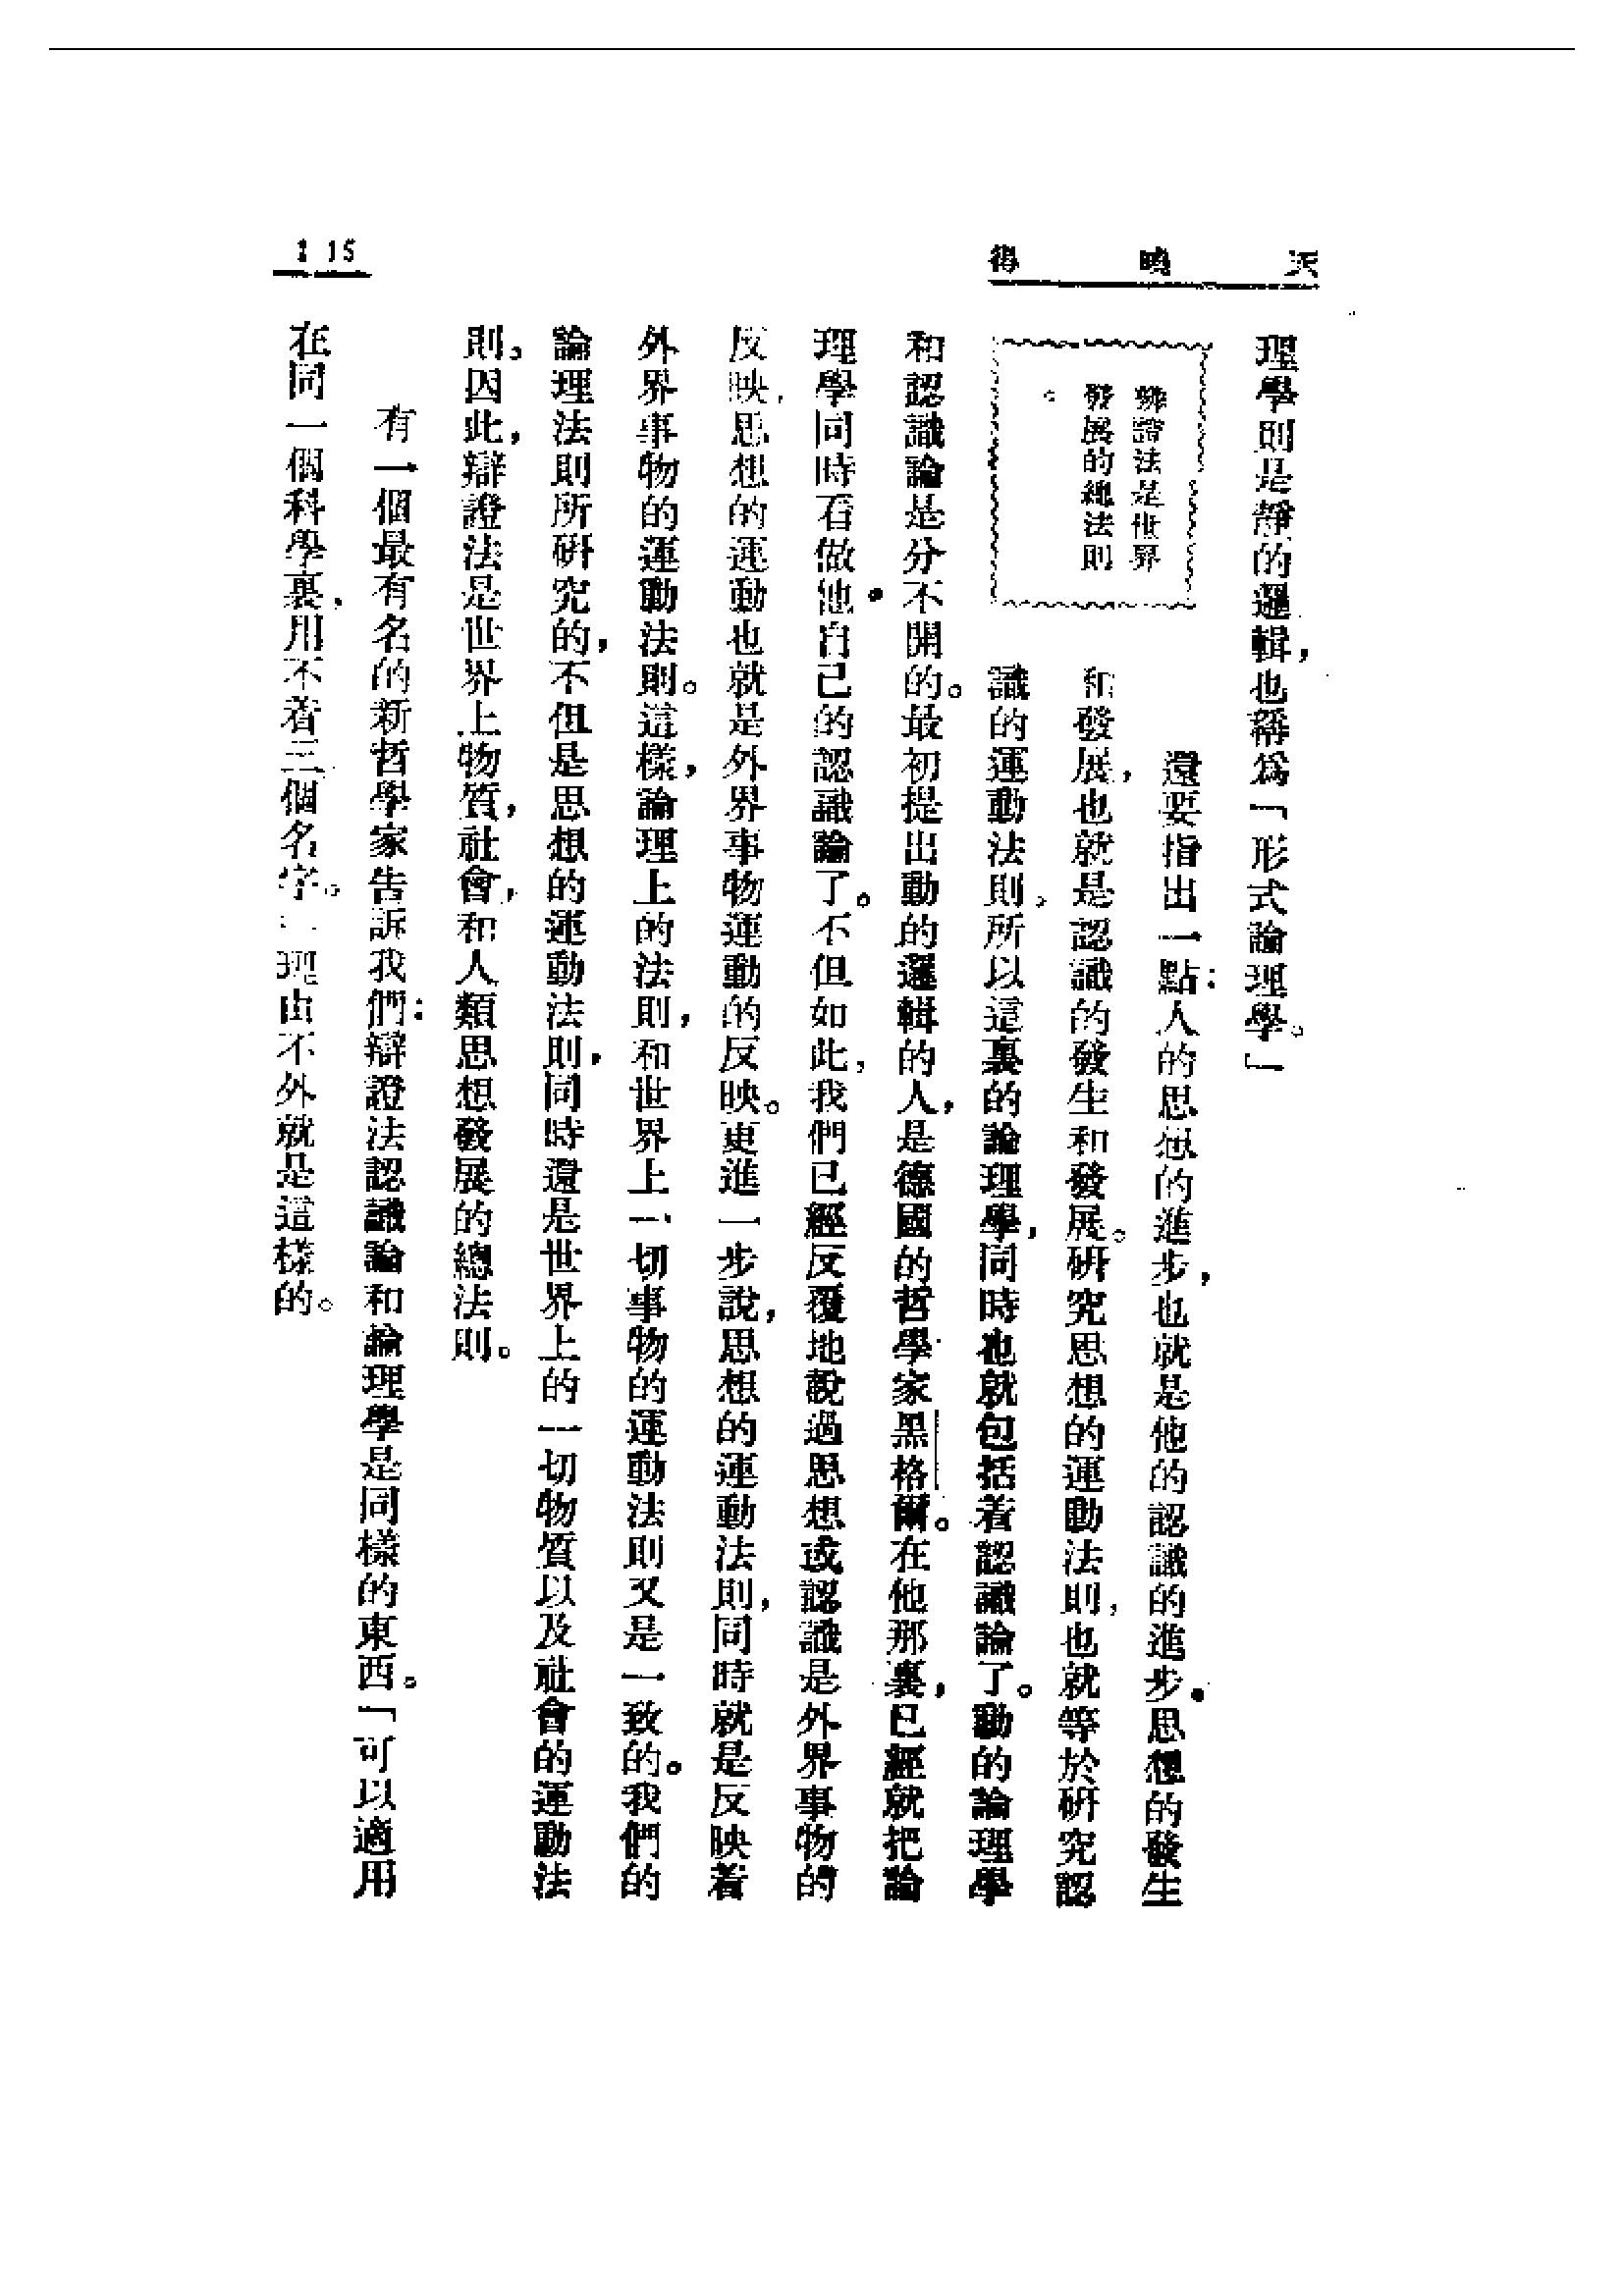 天曉得
115
理學則是靜的邏輯,也稱爲「形式論理學。」
辯證法是世界
發展的總法則
。
還要指出一點:人的思想的進步,也就是他的認識的進步。思想的發生
和發展,也就是認識的發生和發展。研究思想的運動法則,也就等於研究認
識的運動法則。所以這裏的論理學,同時也就包括着認識論了。動的論理學
和認識論是分不開的。最初提出動的邏輯的人,是德國的哲學家黑格爾。在他那裏,已經就把論
理學同時看做他自己的認識論了。不但如此,我們已經反覆地說過思想或認識是外界事物的
反映,思想的運動也就是外界事物運動的反映。更進一步說,思想的運動法則,同時就是反映着
外界事物的運動法則。這樣,論理上的法則,和世界上一切事物的運動法則又是一致的。我們的
論理法則所研究的,不但是思想的運動法則,同時還是世界上的一切物質以及社會的運動法
則。因此,辯證法是世界上物質,社會,和人類思想發展的總法則。
有一個最有名的新哲學家告訴我們:辯證法認識論和論理學是同樣的東西。「可以適用
在同一個科學裏,用不着三個名字。」理由不外就是這樣的。